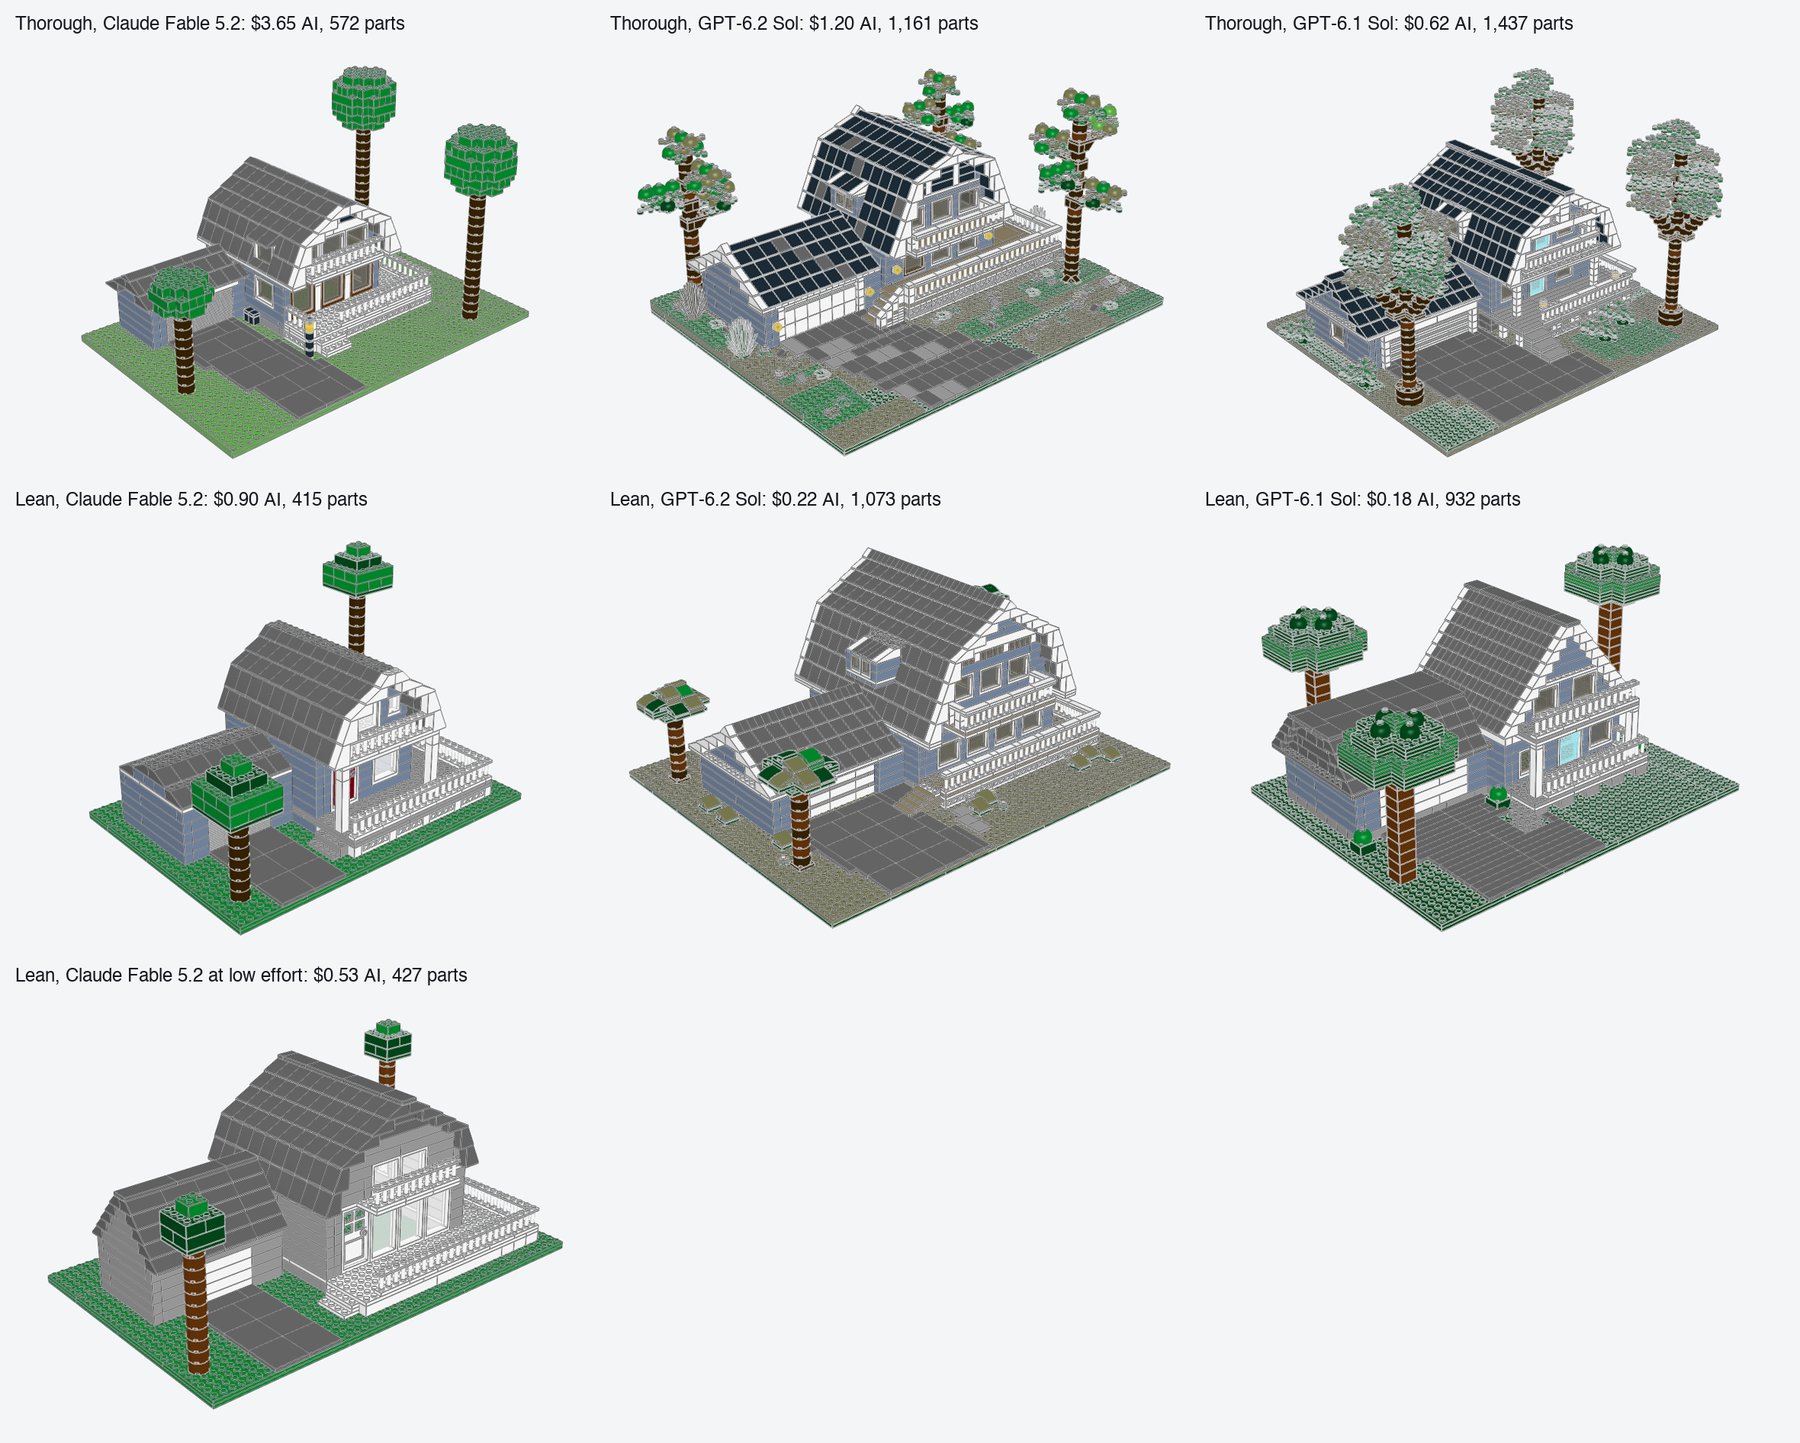 Thorough, Claude Fable 5.2: $3.65 AI, 572 parts
Thorough, GPT-6.2 Sol: $1.20 AI, 1,161 parts
Thorough, GPT-6.1 Sol: $0.62 AI, 1,437 parts
Lean, Claude Fable 5.2: $0.90 AI, 415 parts
Lean, GPT-6.2 Sol: $0.22 AI, 1,073 parts
Lean, GPT-6.1 Sol: $0.18 AI, 932 parts
Lean, Claude Fable 5.2 at low effort: $0.53 AI, 427 parts